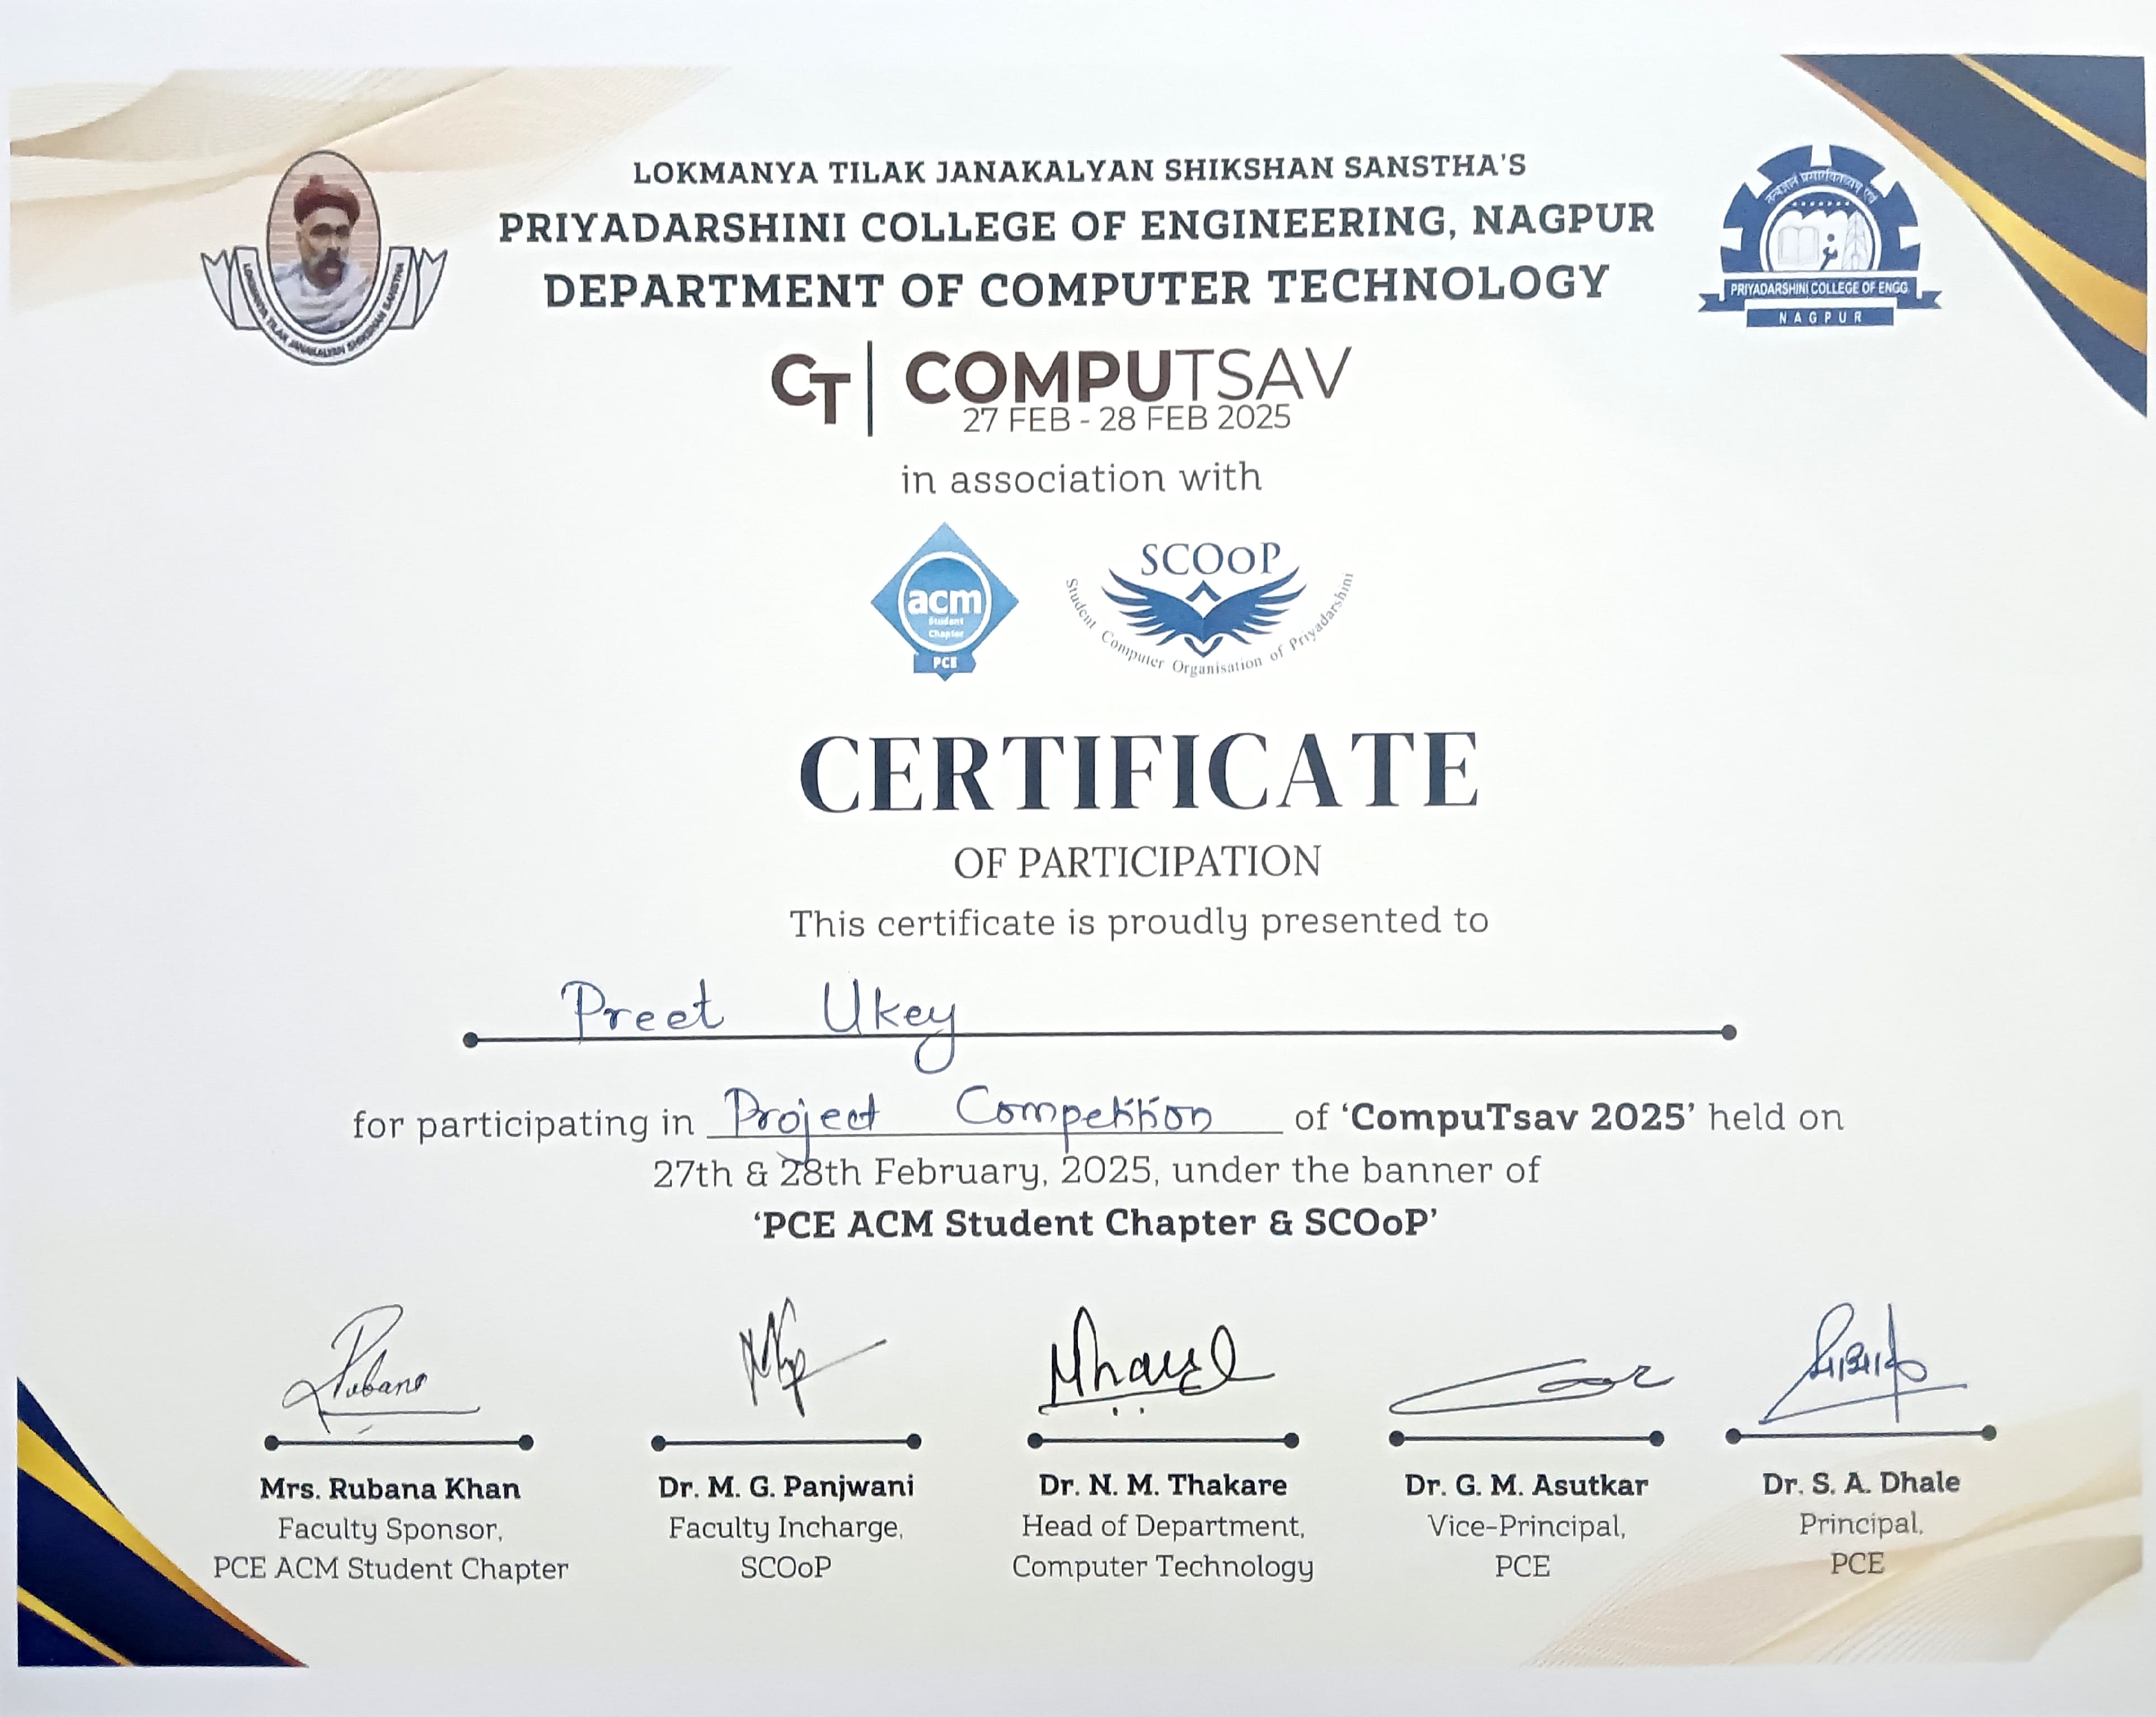 LOKMANYA TILAK JANAKALYAN SHIKSHAN SANSTHA'S
PRIYADARSHINI COLLEGE OF ENGINEERING, NAGPUR
DEPARTMENT OF COMPUTER TECHNOLOGY
LOKMANYA TILAK JANAKALYAN SHIKSHAN SANSTHA
PRIYADARSHINI COLLEGE OF ENGG.
NAGPUR
CT | COMPUTSAV
27 FEB - 28 FEB 2025
in association with
acm
Student
Chapter
PCE
SCOoP
Student Computer Organisation of Priyadarshini
CERTIFICATE
OF PARTICIPATION
This certificate is proudly presented to
Preet Ukey
for participating in Project Competition of ‘CompuTsav 2025’ held on
27th & 28th February, 2025, under the banner of
‘PCE ACM Student Chapter & SCOoP’
Rubana
Mrs. Rubana Khan
Faculty Sponsor,
PCE ACM Student Chapter
Dr. M. G. Panjwani
Faculty Incharge,
SCOoP
Dr. N. M. Thakare
Head of Department,
Computer Technology
Dr. G. M. Asutkar
Vice-Principal,
PCE
Dr. S. A. Dhale
Principal,
PCE